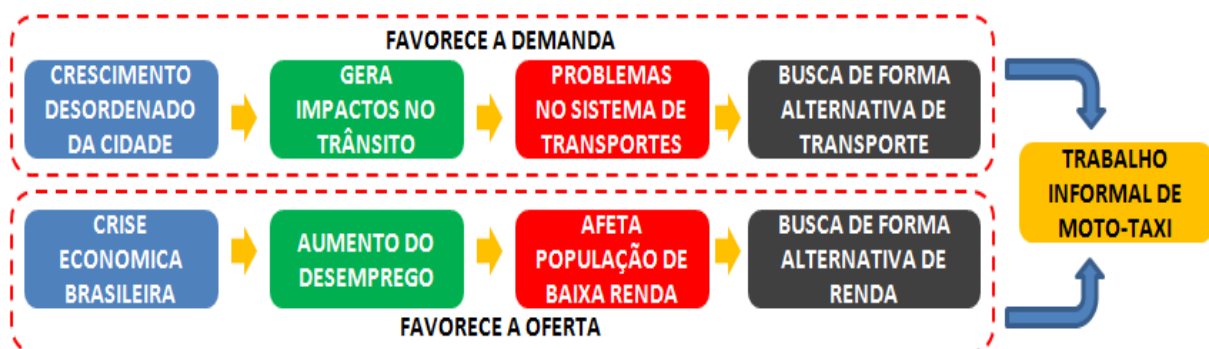 FAVORECE A DEMANDA
CRESCIMENTO
DESORDENADO
DA CIDADE
GERA
IMPACTOS NO
TRÂNSITO
PROBLEMAS
NO SISTEMA DE
TRANSPORTES
BUSCA DE FORMA
ALTERNATIVA DE
TRANSPORTE
CRISE
ECONOMICA
BRASILEIRA
AUMENTO DO
DESEMPREGO
AFETA
POPULAÇÃO DE
BAIXA RENDA
BUSCA DE FORMA
ALTERNATIVA DE
RENDA
FAVORECE A OFERTA
TRABALHO
INFORMAL DE
MOTO-TAXI